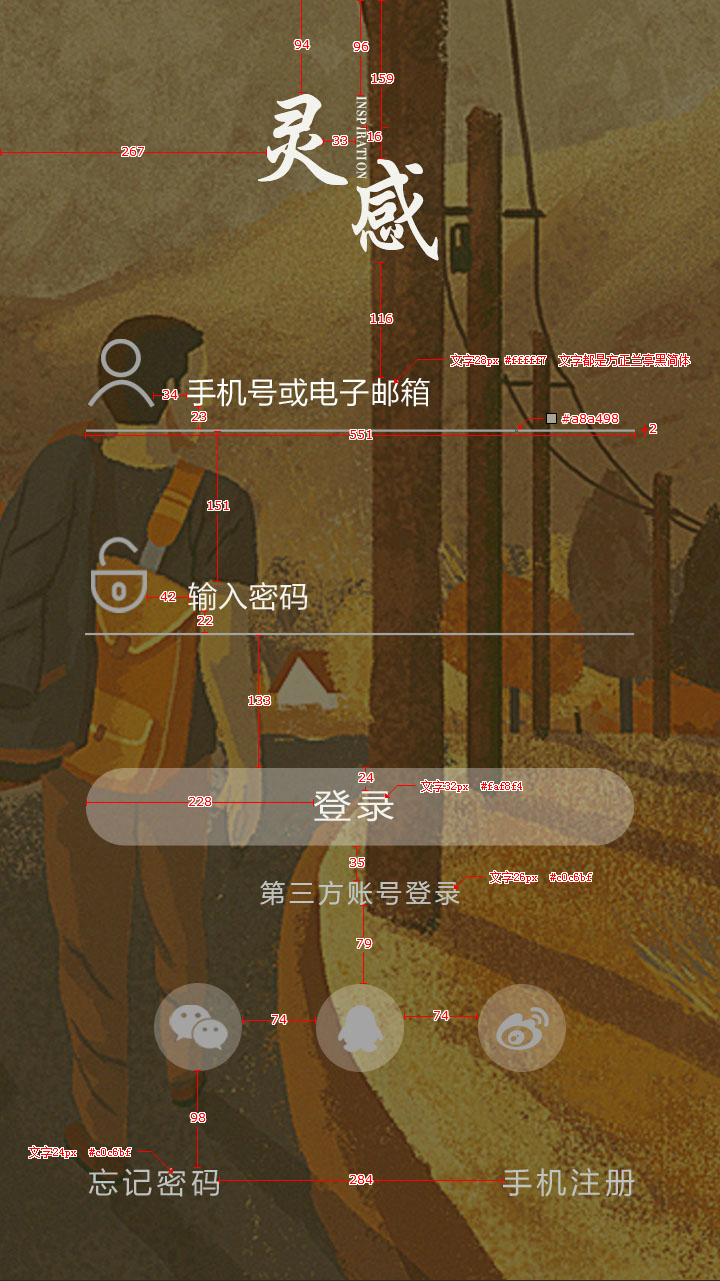 94
96
159
灵
INSPIRATION
33
16
267
感
116
文字28px #fffff7 文字都是方正兰亭黑简体
34
手机号或电子邮箱
23
#a8a498
2
551
151
42
输入密码
22
133
24
文字32px #faf8f4
228
登录
35
文字26px #c0c6bf
第三方账号登录
79
74
74
98
文字24px #c0c6bf
忘记密码
284
手机注册